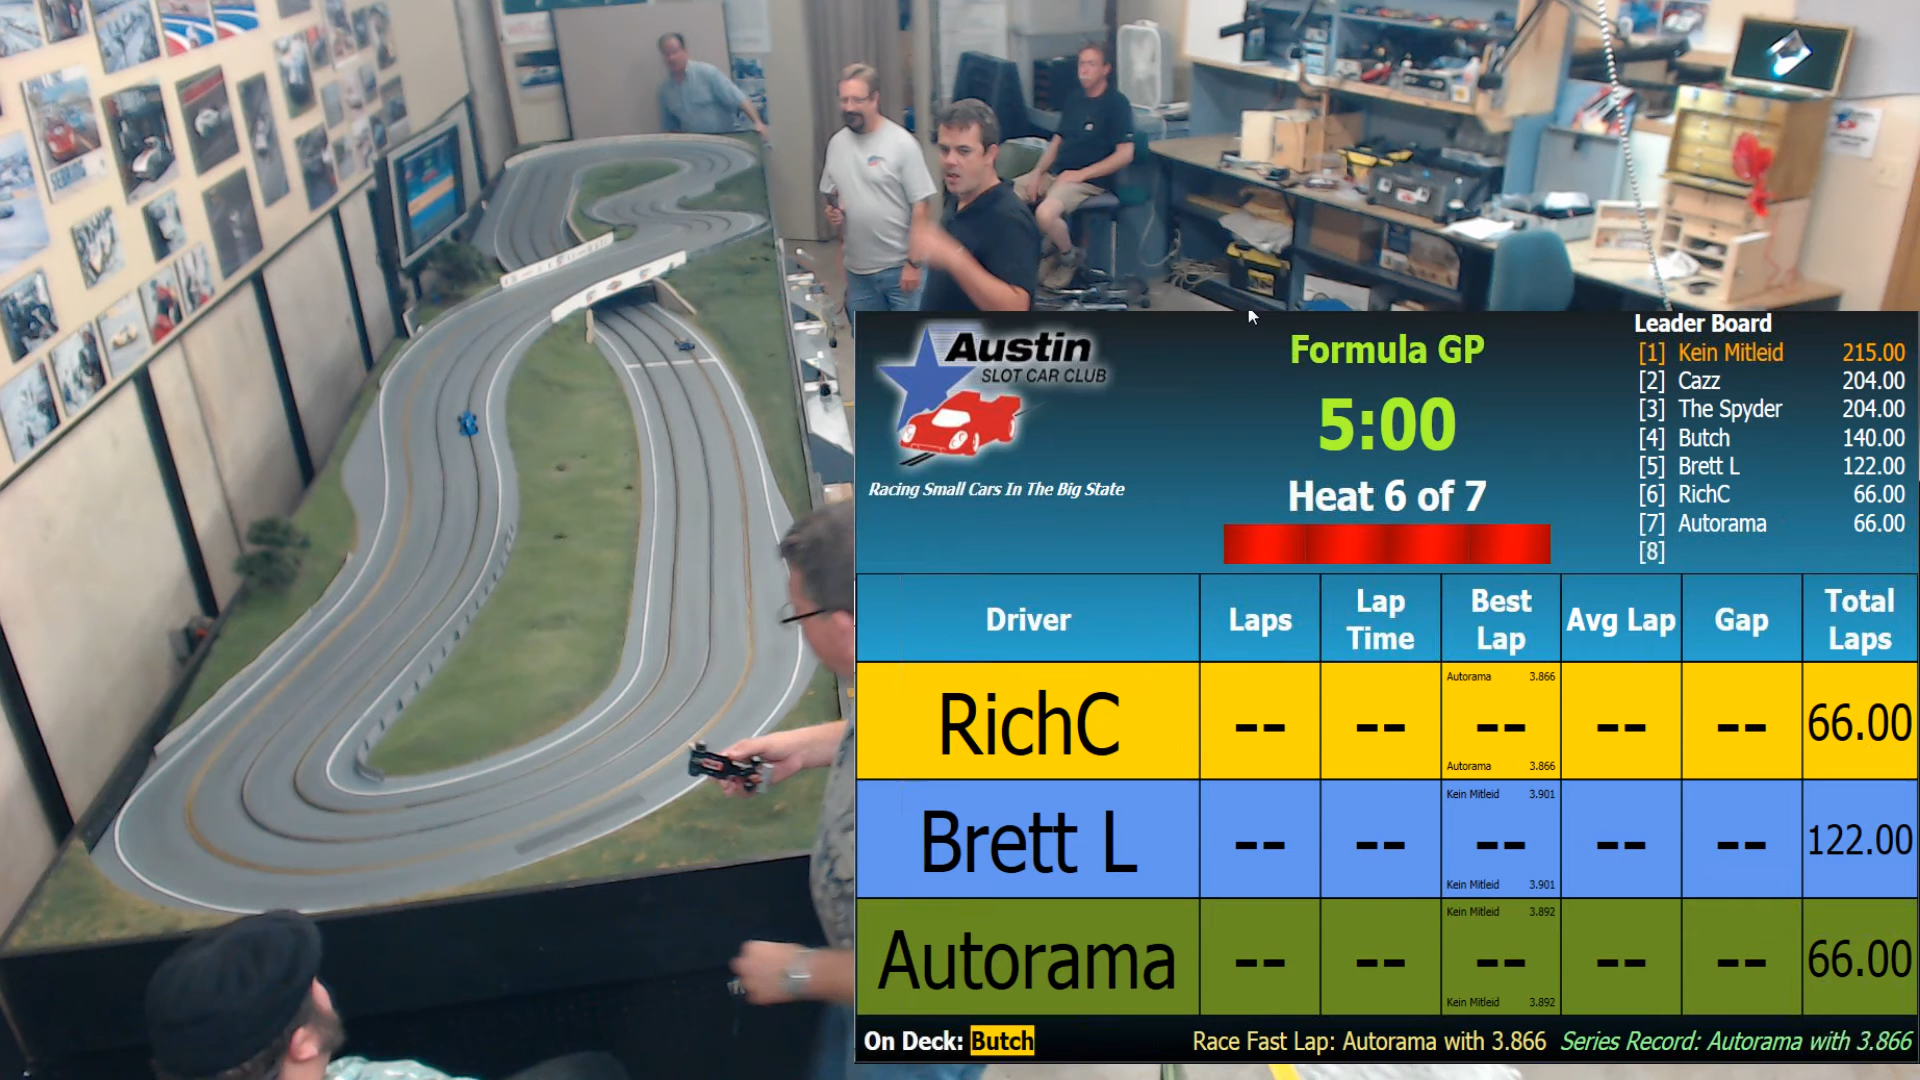 SEBRING
Austin
SLOT CAR CLUB
Racing Small Cars In The Big State
Formula GP
5:00
Heat 6 of 7
Leader Board
[1] Kein Mitleid 215.00
[2] Cazz 204.00
[3] The Spyder 204.00
[4] Butch 140.00
[5] Brett L 122.00
[6] RichC 66.00
[7] Autorama 66.00
[8]
Driver Laps Lap Time Best Lap Avg Lap Gap Total Laps
Autorama 3.866
RichC -- -- -- -- -- 66.00
Autorama 3.866
Kein Mitleid 3.901
Brett L -- -- -- -- -- 122.00
Kein Mitleid 3.901
Kein Mitleid 3.892
Autorama -- -- -- -- -- 66.00
Kein Mitleid 3.892
On Deck: Butch Race Fast Lap: Autorama with 3.866 Series Record: Autorama with 3.866